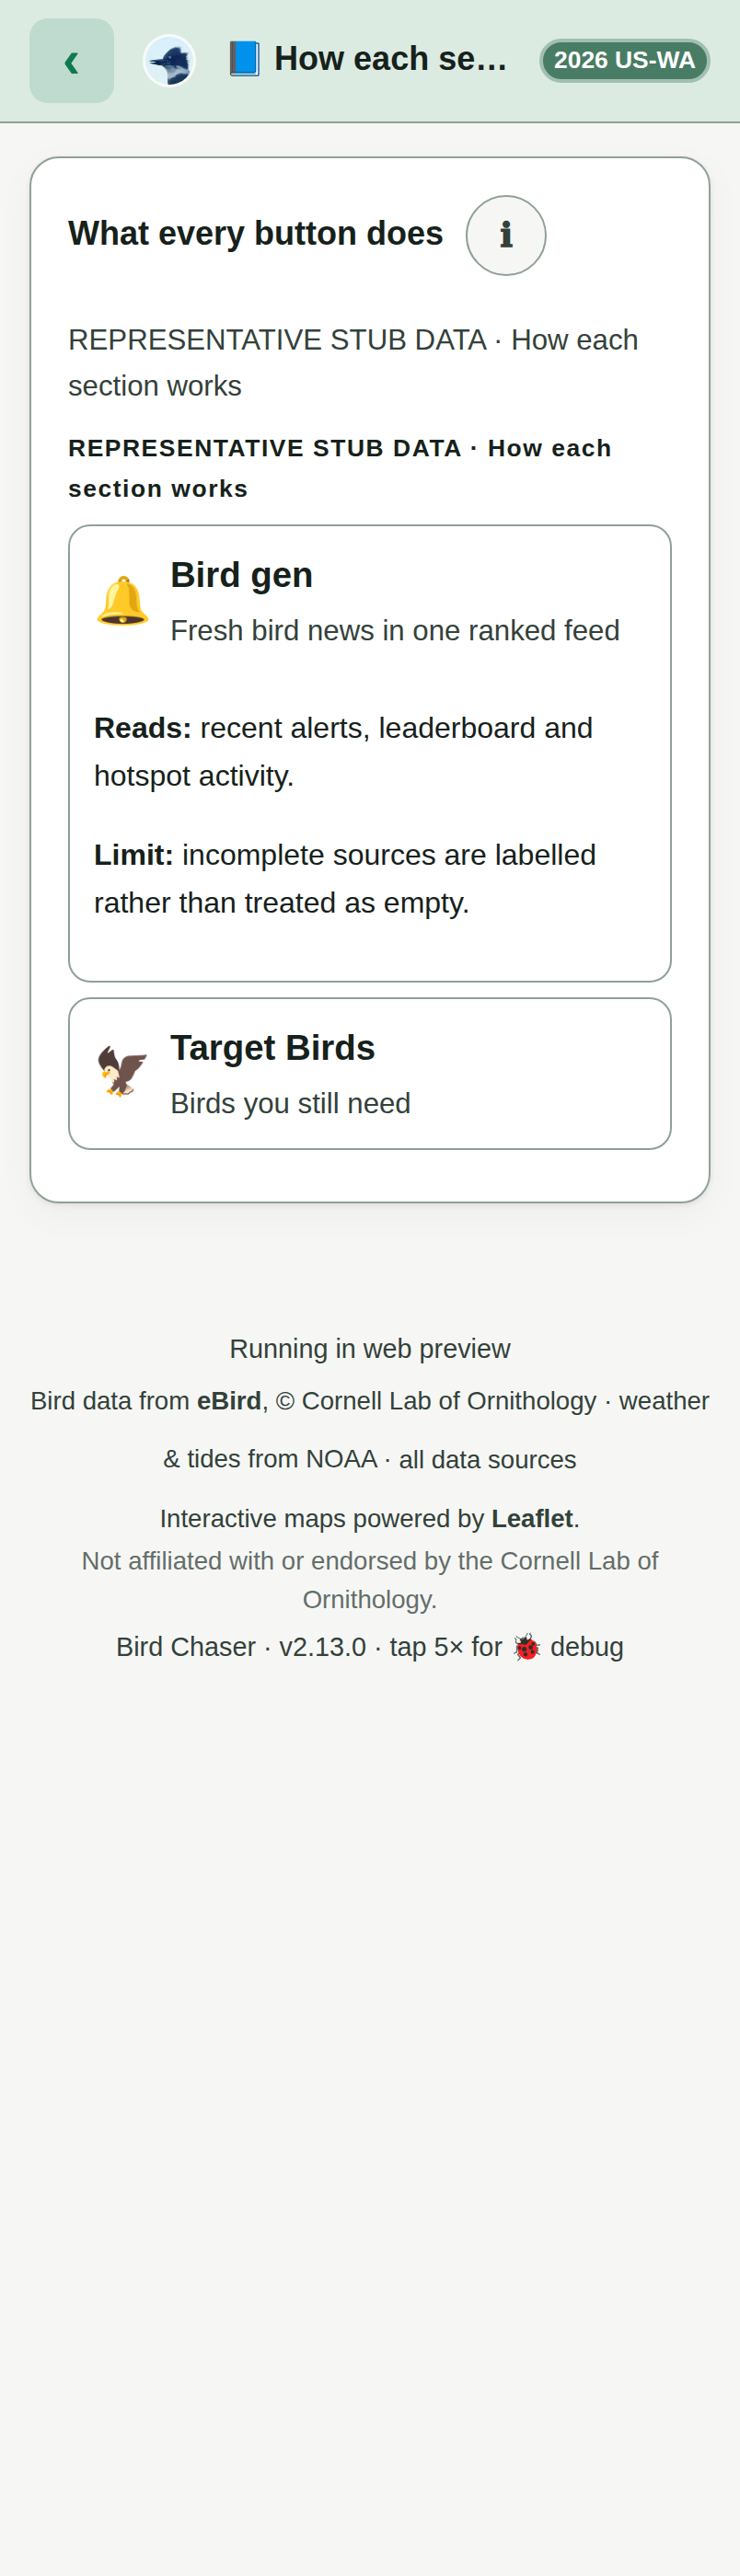 ‹ 📘 How each se… 2026 US-WA
What every button does ℹ
REPRESENTATIVE STUB DATA · How each
section works
REPRESENTATIVE STUB DATA · How each
section works
🔔 Bird gen
Fresh bird news in one ranked feed
Reads: recent alerts, leaderboard and
hotspot activity.
Limit: incomplete sources are labelled
rather than treated as empty.
🦅 Target Birds
Birds you still need
Running in web preview
Bird data from eBird, © Cornell Lab of Ornithology · weather
& tides from NOAA · all data sources
Interactive maps powered by Leaflet.
Not affiliated with or endorsed by the Cornell Lab of
Ornithology.
Bird Chaser · v2.13.0 · tap 5× for 🐞 debug